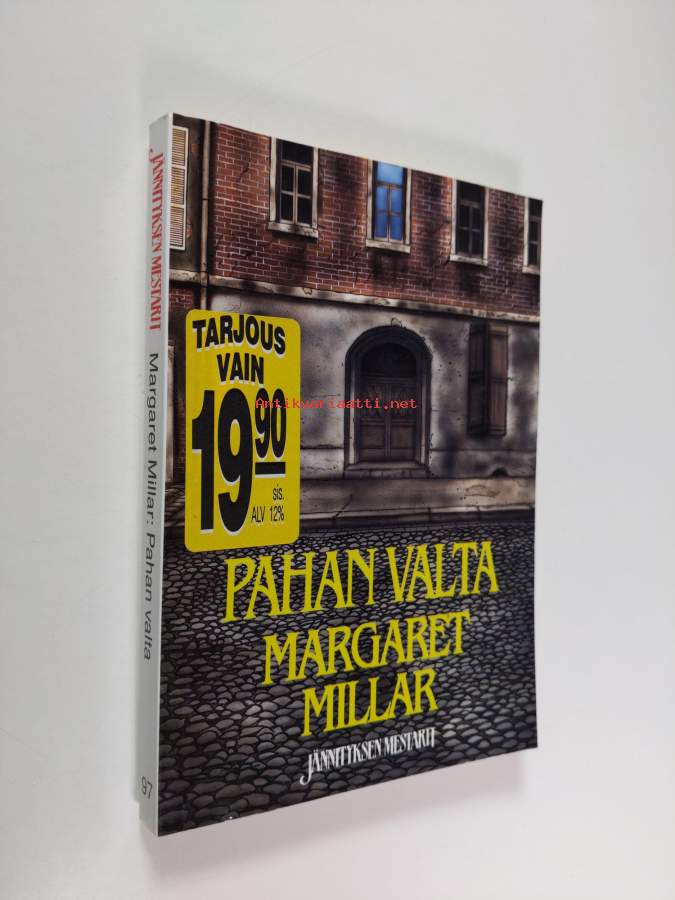 JÄNNITYKSEN MESTARIT
Margaret Millar: Pahan valta
97
TARJOUS
VAIN
19 90
sis.
ALV 12%
Antikvariaatti.net
PAHAN VALTA
MARGARET
MILLAR
JÄNNITYKSEN MESTARIT